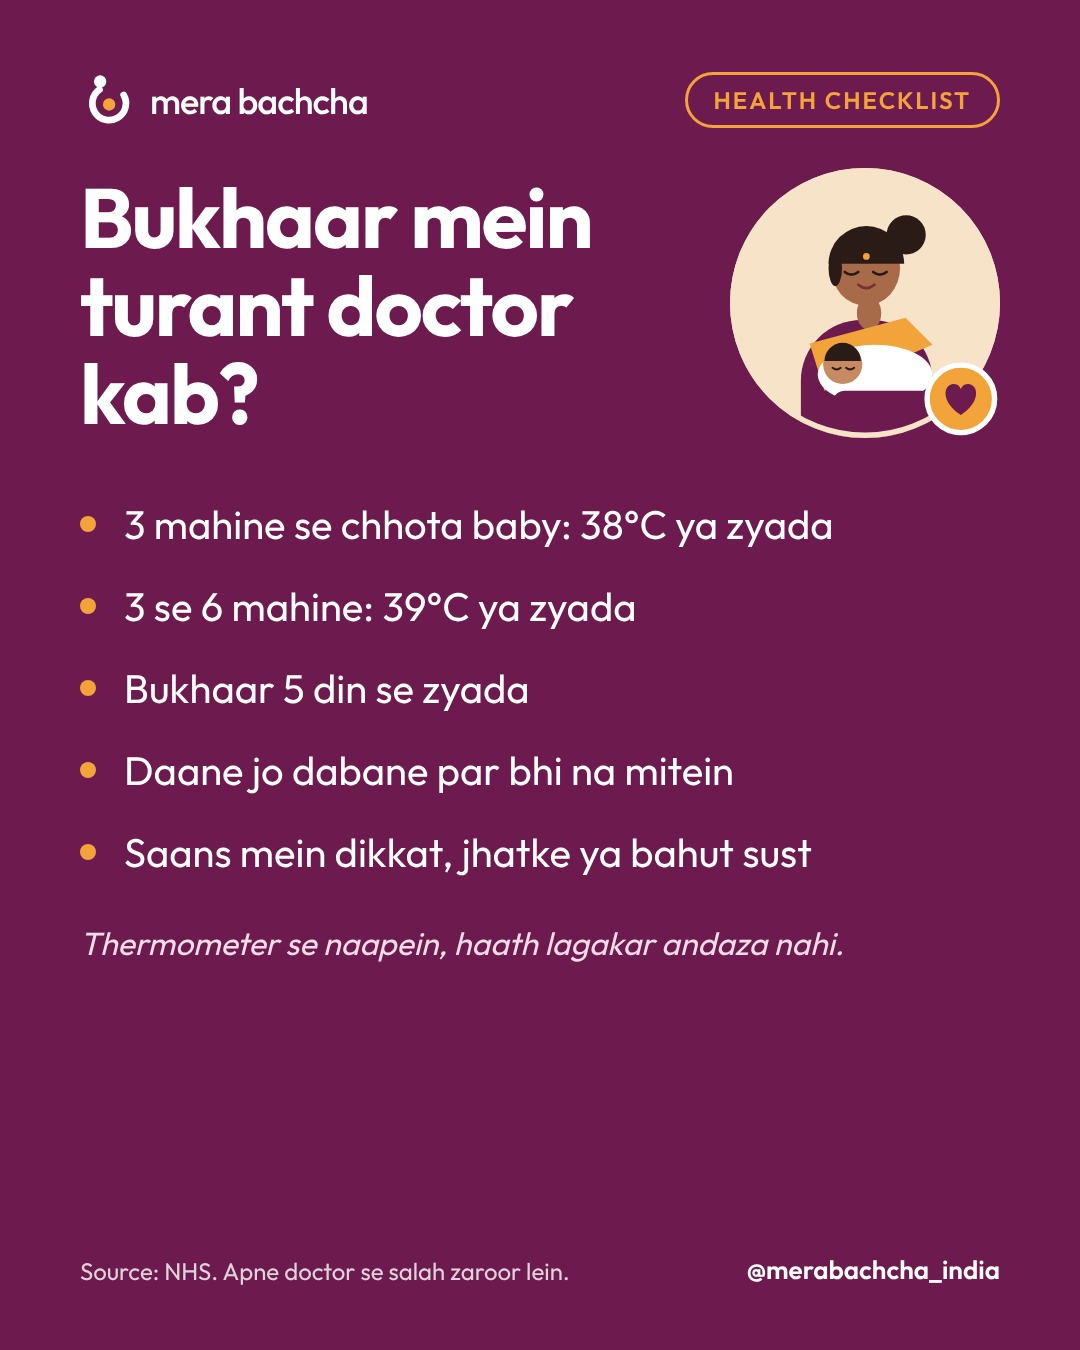 mera bachcha
HEALTH CHECKLIST
Bukhaar mein
turant doctor
kab?
3 mahine se chhota baby: 38°C ya zyada
3 se 6 mahine: 39°C ya zyada
Bukhaar 5 din se zyada
Daane jo dabane par bhi na mitein
Saans mein dikkat, jhatke ya bahut sust
Thermometer se naapein, haath lagakar andaza nahi.
Source: NHS. Apne doctor se salah zaroor lein.
@merabachcha_india